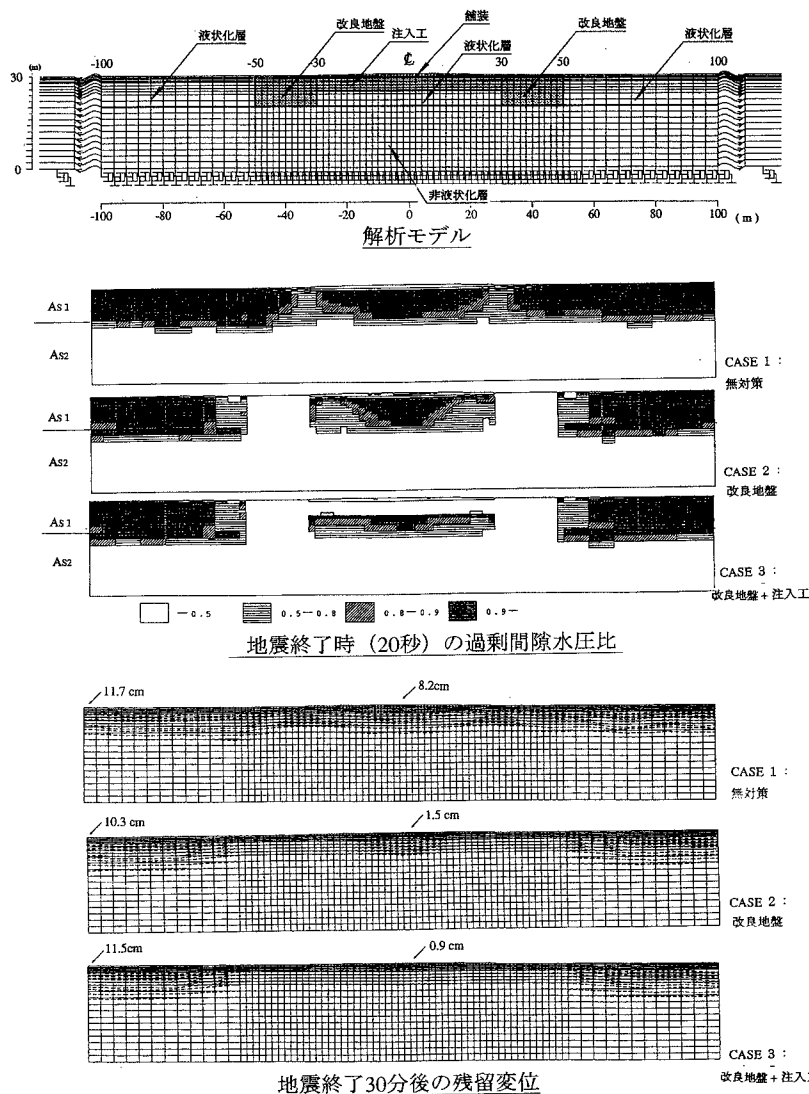 舗装
液状化層 改良地盤 注入工 液状化層 改良地盤 液状化層
(m) -100 -50 -30 ℄ 30 50 100
30
0
非液状化層
-100 -80 -60 -40 -20 0 20 40 60 80 100 (m)
解析モデル
As1
As2
CASE 1：
無対策
As1
As2
CASE 2：
改良地盤
As1
As2
CASE 3：
改良地盤+注入工
-0.5 0.5-0.8 0.8-0.9 0.9-
地震終了時（20秒）の過剰間隙水圧比
11.7 cm 8.2cm
CASE 1：
無対策
10.3 cm 1.5 cm
CASE 2：
改良地盤
11.5cm 0.9 cm
CASE 3：
改良地盤+注入工
地震終了30分後の残留変位